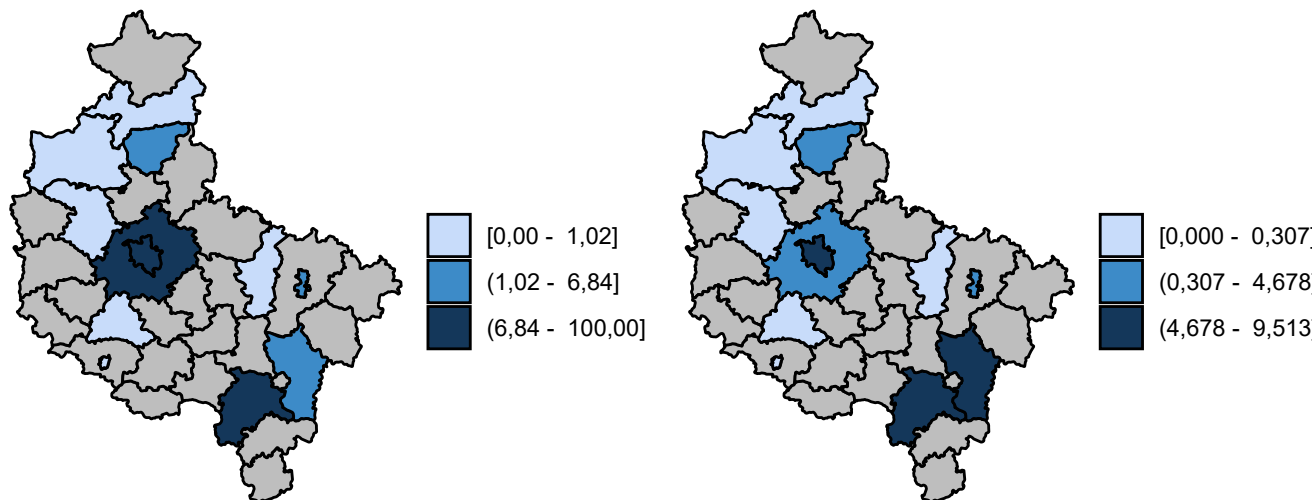 [0,00 - 1,02]
(1,02 - 6,84]
(6,84 - 100,00]
[0,000 - 0,307]
(0,307 - 4,678]
(4,678 - 9,513]